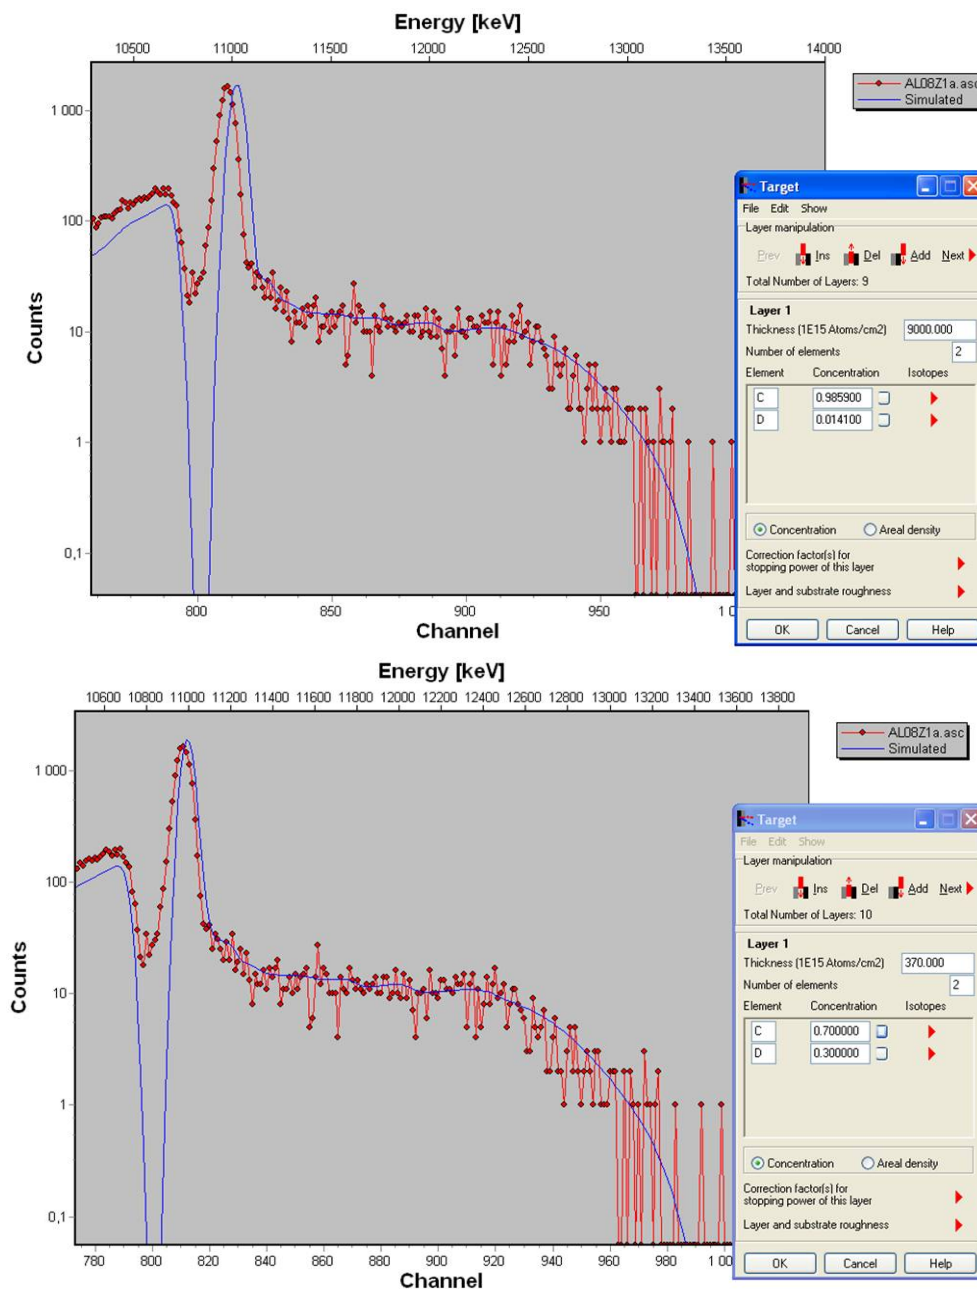 Energy [keV]
10500 11000 11500 12000 12500 13000 13500 14000
AL08Z1a.asc
Simulated
1 000
100
10
1
0,1
Counts
800 850 900 950
Channel
Target
File Edit Show
Layer manipulation
Prev Ins Del Add Next
Total Number of Layers: 9
Layer 1
Thickness (1E15 Atoms/cm2) 9000.000
Number of elements 2
Element Concentration Isotopes
C 0.985900
D 0.014100
Concentration Areal density
Correction factor(s) for
stopping power of this layer
Layer and substrate roughness
OK Cancel Help
Energy [keV]
10600 10800 11000 11200 11400 11600 11800 12000 12200 12400 12600 12800 13000 13200 13400 13600 13800
AL08Z1a.asc
Simulated
1 000
100
10
1
0,1
Counts
780 800 820 840 860 880 900 920 940 960 980
Channel
Target
File Edit Show
Layer manipulation
Prev Ins Del Add Next
Total Number of Layers: 10
Layer 1
Thickness (1E15 Atoms/cm2) 370.000
Number of elements 2
Element Concentration Isotopes
C 0.700000
D 0.300000
Concentration Areal density
Correction factor(s) for
stopping power of this layer
Layer and substrate roughness
OK Cancel Help